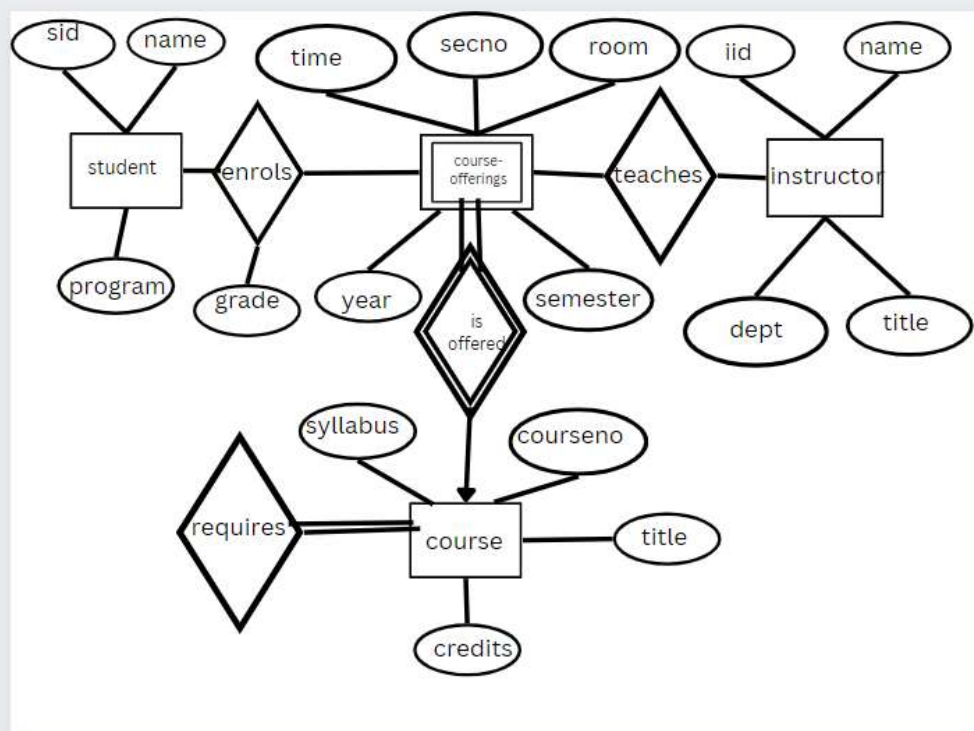 sid
name
time
secno
room
iid
name
student
enrols
course-
offerings
teaches
instructor
program
grade
year
semester
dept
title
is
offered
syllabus
courseno
requires
course
title
credits